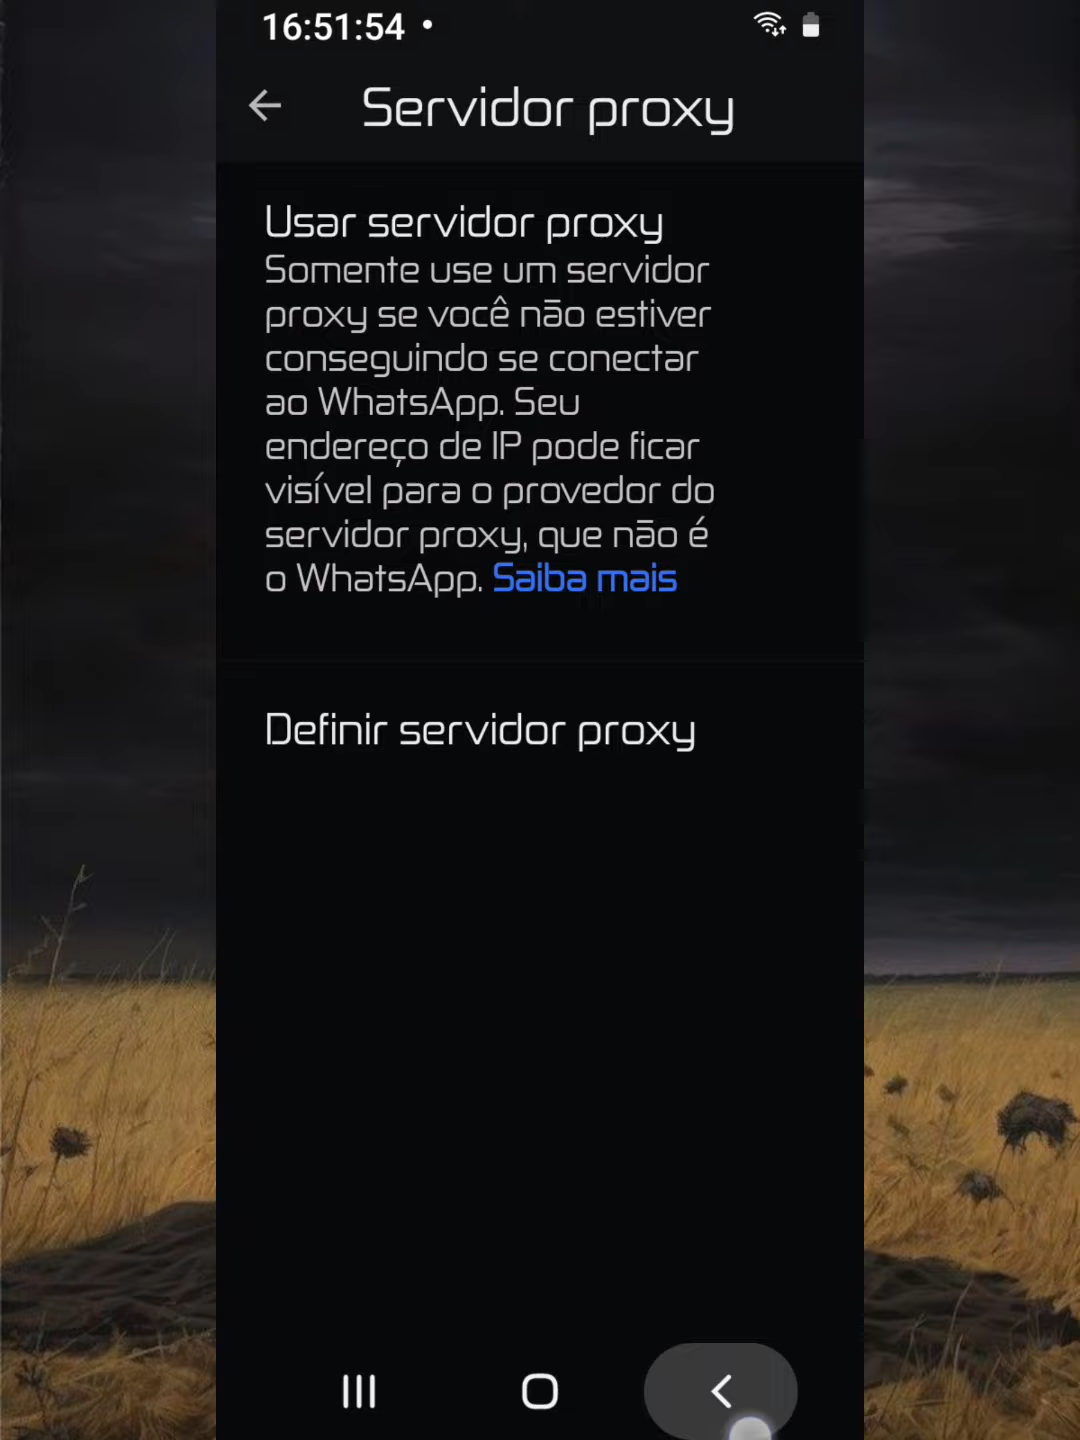 16:51:54
Servidor proxy
Usar servidor proxy
Somente use um servidor
proxy se você não estiver
conseguindo se conectar
ao WhatsApp. Seu
endereço de IP pode ficar
visível para o provedor do
servidor proxy, que não é
o WhatsApp. Saiba mais
Definir servidor proxy